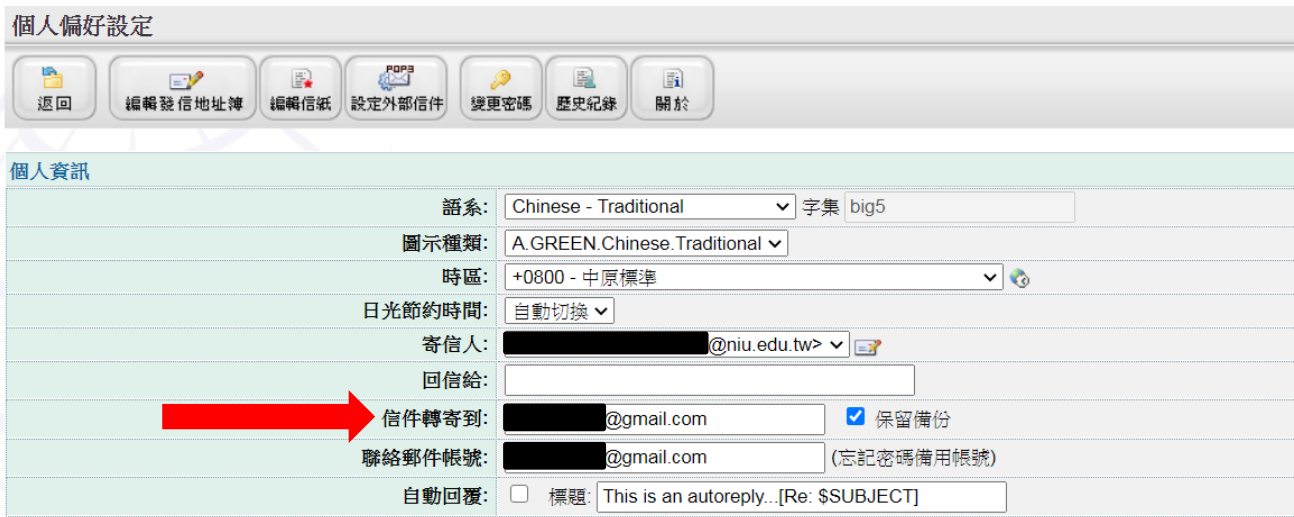 個人偏好設定
返回 編輯發信地址簿 編輯信紙 POP3 設定外部信件 變更密碼 歷史紀錄 關於
個人資訊
語系: Chinese - Traditional 字集 big5
圖示種類: A.GREEN.Chinese.Traditional
時區: +0800 - 中原標準
日光節約時間: 自動切換
寄信人: @niu.edu.tw>
回信給:
信件轉寄到: @gmail.com 保留備份
聯絡郵件帳號: @gmail.com (忘記密碼備用帳號)
自動回覆: 標題: This is an autoreply...[Re: $SUBJECT]